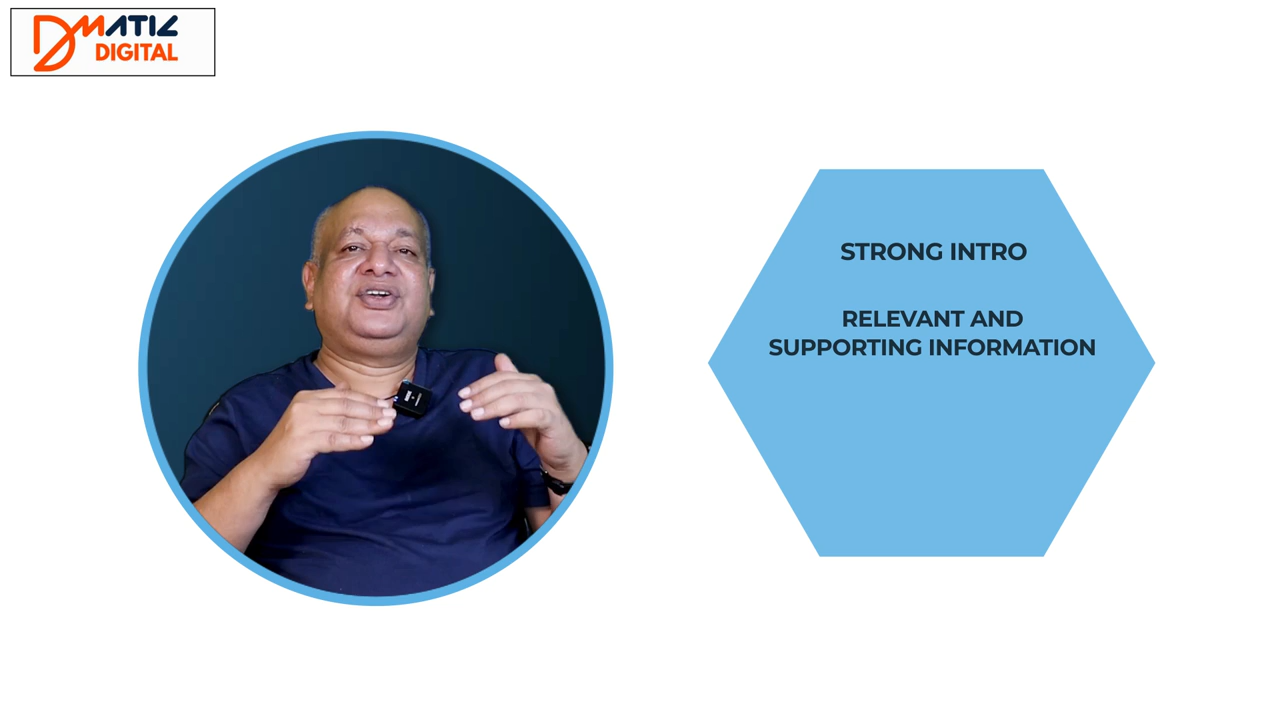 DMATIC
DIGITAL
STRONG INTRO
RELEVANT AND
SUPPORTING INFORMATION